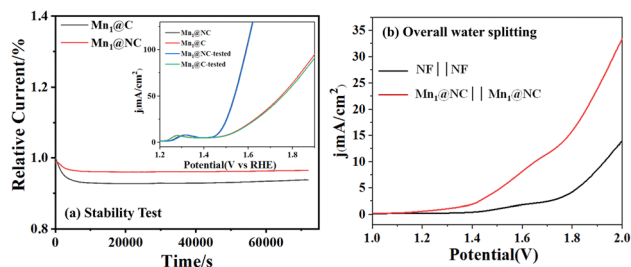 Relative Current/%
1.4
1.2
1.0
0.8
0
20000
40000
60000
Time/s
Mn₁@C
Mn₁@NC
(a) Stability Test
j(mA/cm²)
100
50
0
1.2
1.4
1.6
1.8
Potential(V vs RHE)
Mn₁@NC
Mn₁@C
Mn₁@NC-tested
Mn₁@C-tested
(b) Overall water splitting
NF||NF
Mn₁@NC||Mn₁@NC
j(mA/cm²)
35
30
25
20
15
10
5
0
1.0
1.2
1.4
1.6
1.8
2.0
Potential(V)